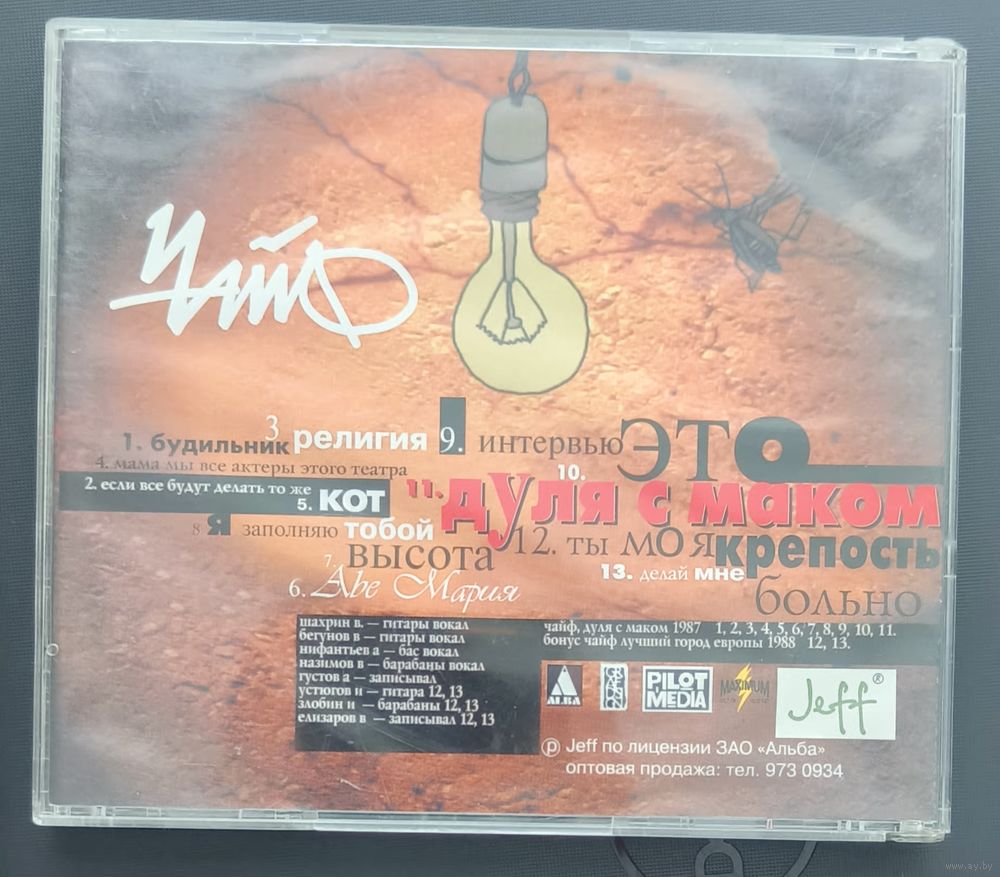 Чайф
1. будильник
3 религия
9. интервью
10. это
4. мама мы все актеры этого театра
2. если все будут делать то же
5. кот
11. дуля с маком
8 я заполняю тобой
7. высота
12. ты моя крепость
6. Аве Мария
13. делай мне больно
шахрин в. — гитары вокал
бегунов в — гитары вокал
нифантьев а — бас вокал
назимов в — барабаны вокал
густов а — записывал
устюгов и — гитара 12, 13
злобин и — барабаны 12, 13
елизаров в — записывал 12, 13
чайф, дуля с маком 1987 1, 2, 3, 4, 5, 6, 7, 8, 9, 10, 11.
бонус чайф лучший город европы 1988 12, 13.
ALBA
PILOT MEDIA
MAXIMUM
Jeff ®
℗ Jeff по лицензии ЗАО «Альба»
оптовая продажа: тел. 973 0934
www.ay.by